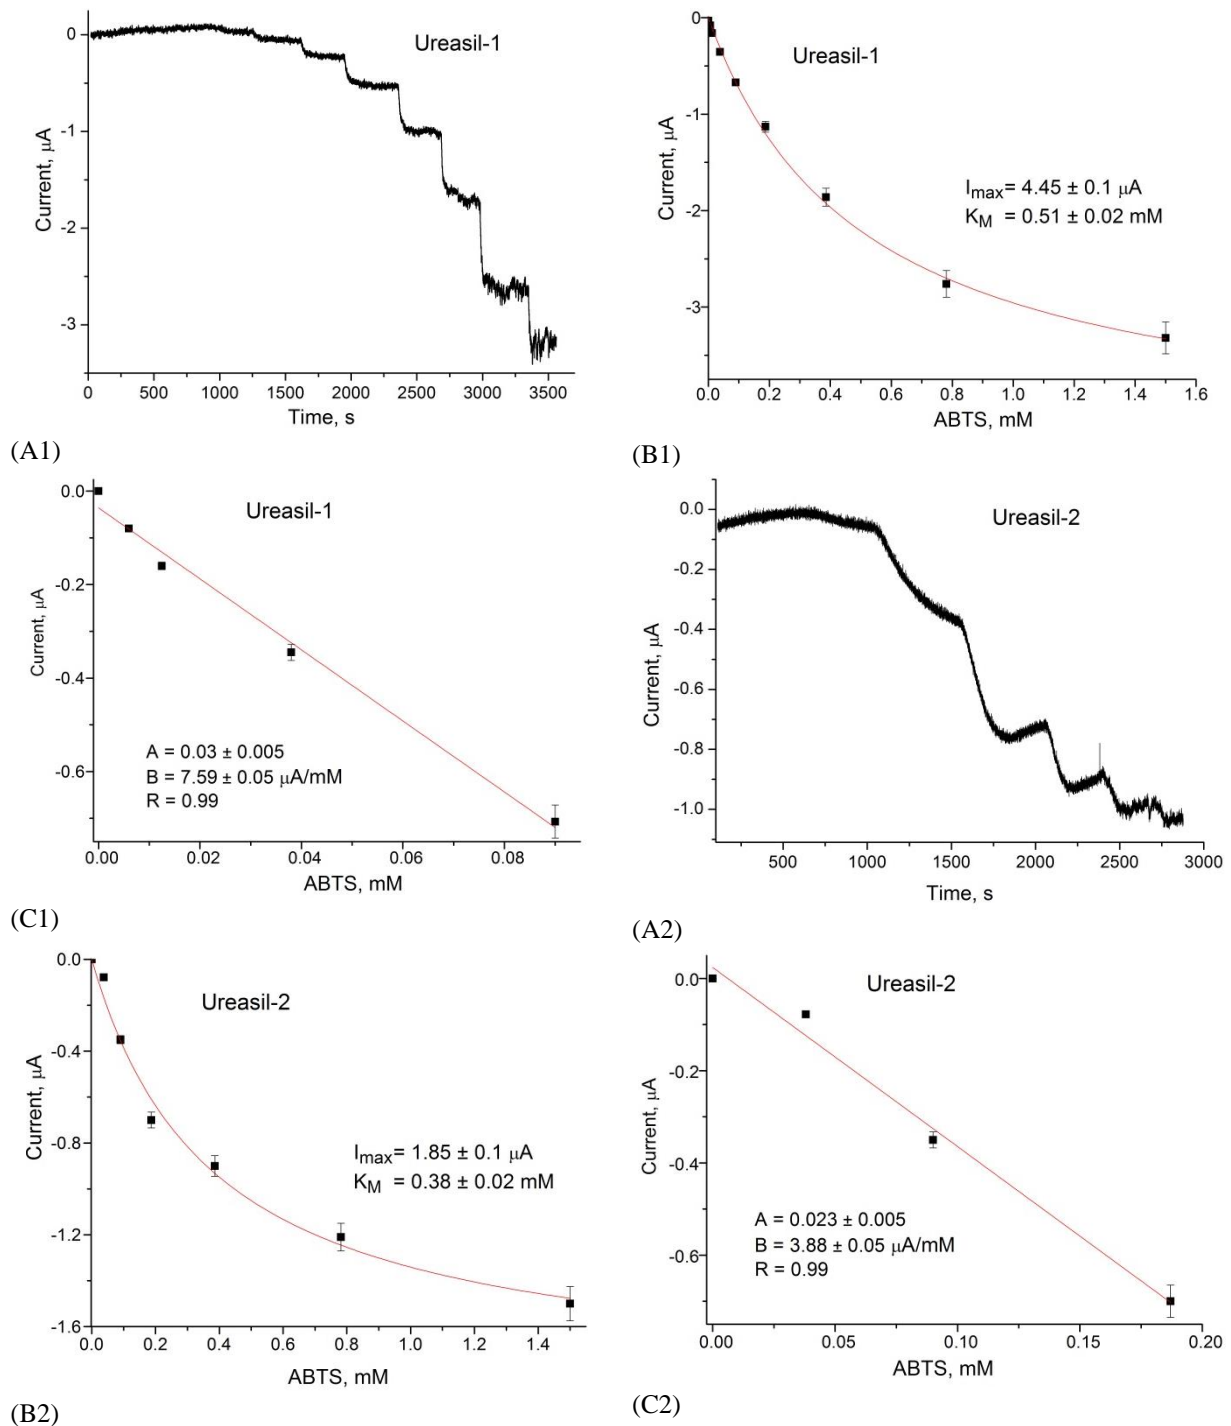 Ureasil-1
0
-1
-2
-3
Current, μA
0 500 1000 1500 2000 2500 3000 3500
Time, s
(A1)
Ureasil-1
0
-1
-2
-3
Current, μA
Imax= 4.45 ± 0.1 μA
KM = 0.51 ± 0.02 mM
0.0 0.2 0.4 0.6 0.8 1.0 1.2 1.4 1.6
ABTS, mM
(B1)
Ureasil-1
0.0
-0.2
-0.4
-0.6
Current, μA
A = 0.03 ± 0.005
B = 7.59 ± 0.05 μA/mM
R = 0.99
0.00 0.02 0.04 0.06 0.08
ABTS, mM
(C1)
Ureasil-2
0.0
-0.2
-0.4
-0.6
-0.8
-1.0
Current, μA
500 1000 1500 2000 2500 3000
Time, s
(A2)
Ureasil-2
0.0
-0.4
-0.8
-1.2
-1.6
Current, μA
Imax= 1.85 ± 0.1 μA
KM = 0.38 ± 0.02 mM
0.0 0.2 0.4 0.6 0.8 1.0 1.2 1.4
ABTS, mM
(B2)
Ureasil-2
0.0
-0.2
-0.4
-0.6
Current, μA
A = 0.023 ± 0.005
B = 3.88 ± 0.05 μA/mM
R = 0.99
0.00 0.05 0.10 0.15 0.20
ABTS, mM
(C2)